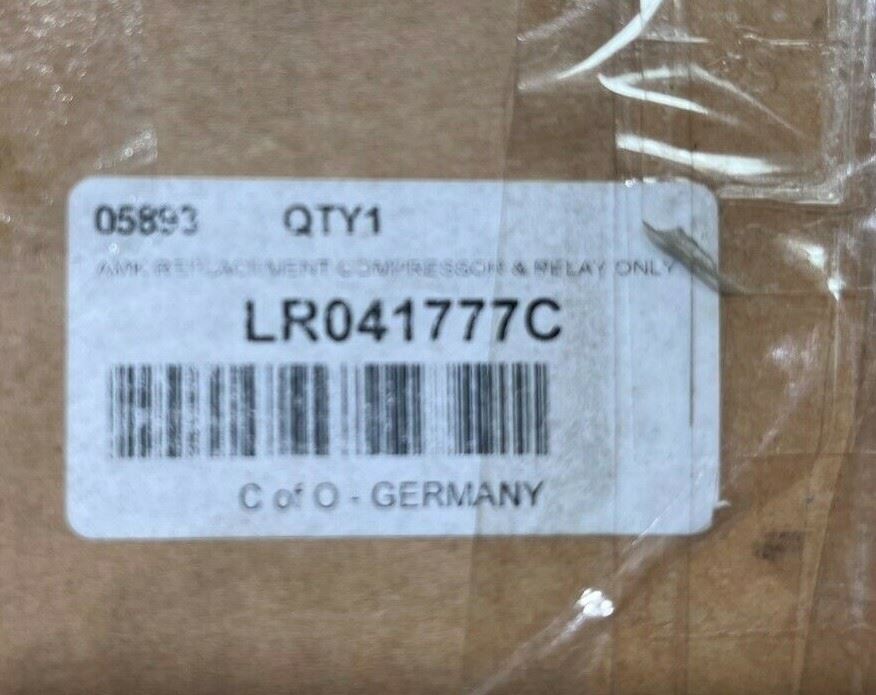 05893 QTY1
AMK REPLACEMENT COMPRESSOR & RELAY ONLY
LR041777C
C of O - GERMANY